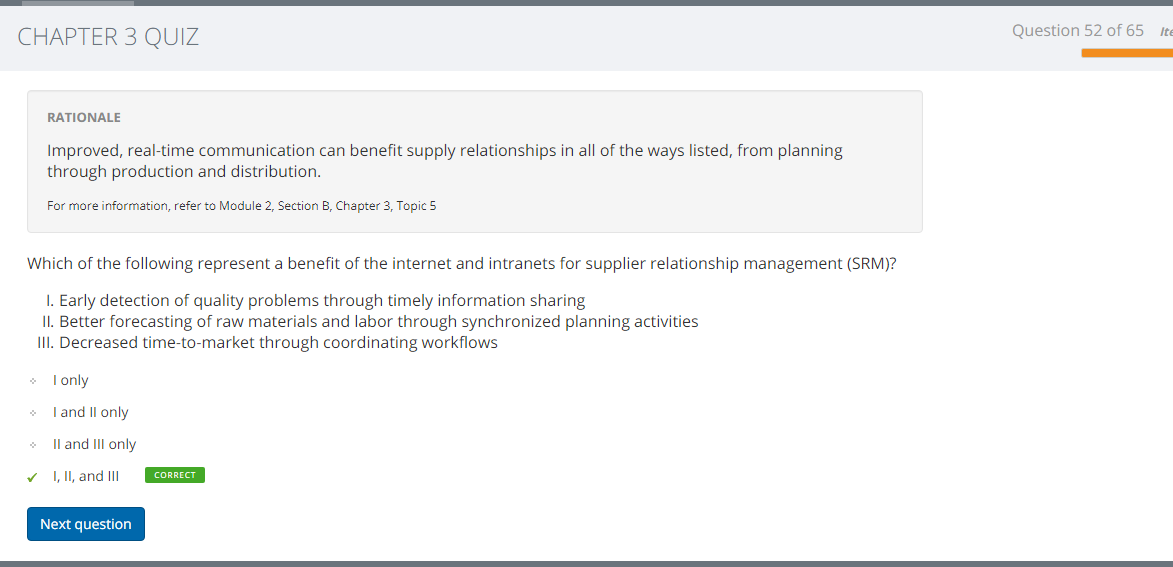 CHAPTER 3 QUIZ
Question 52 of 65
RATIONALE
Improved, real-time communication can benefit supply relationships in all of the ways listed, from planning
through production and distribution.
For more information, refer to Module 2, Section B, Chapter 3, Topic 5
Which of the following represent a benefit of the internet and intranets for supplier relationship management (SRM)?
I. Early detection of quality problems through timely information sharing
II. Better forecasting of raw materials and labor through synchronized planning activities
III. Decreased time-to-market through coordinating workflows
I only
I and II only
II and III only
I, II, and III CORRECT
Next question